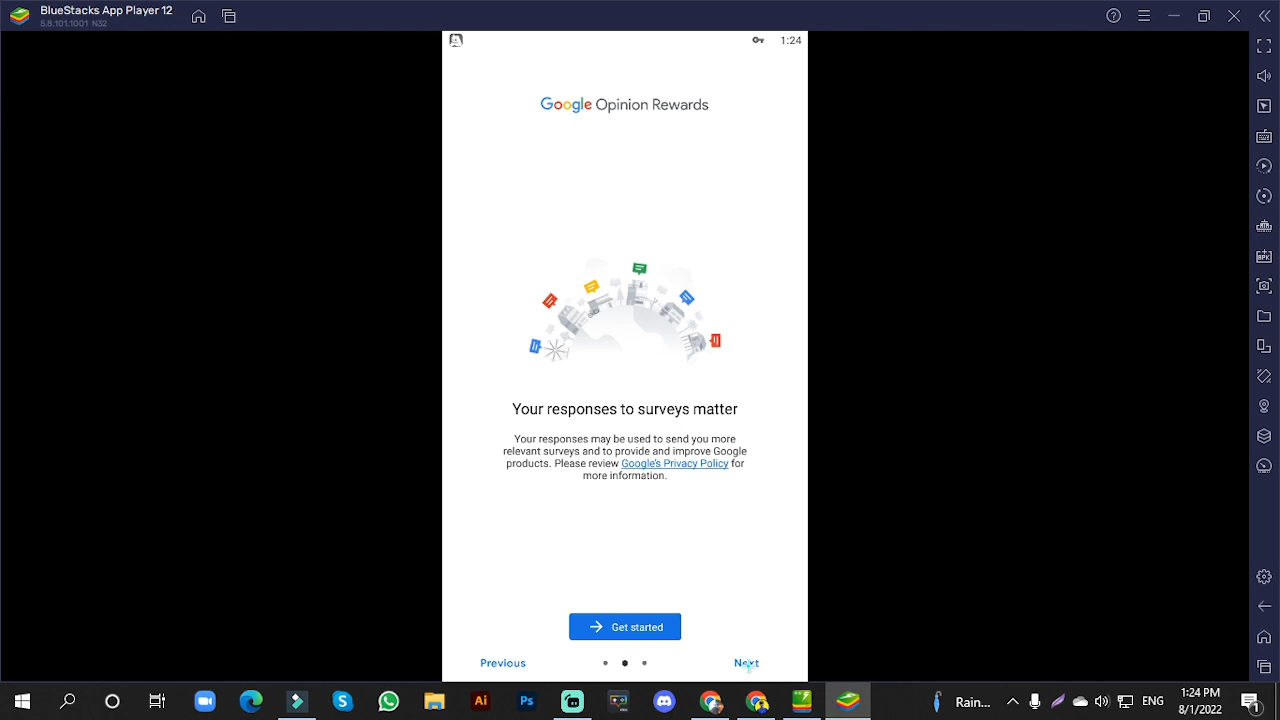 BlueStacks App Player 12
5.8.101.1001 N32
1:24
Google Opinion Rewards
Your responses to surveys matter
Your responses may be used to send you more
relevant surveys and to provide and improve Google
products. Please review Google's Privacy Policy for
more information.
Get started
Previous
Next
Ai
Ps
Rain...
1:24 PM
8/1/2022